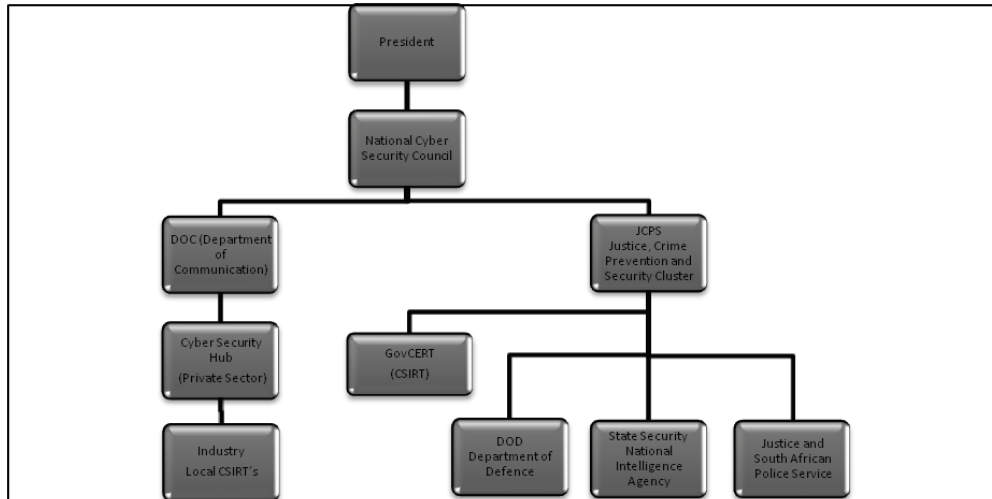 President
National Cyber
Security Council
DOC (Department
of
Communication)
JCPS
Justice, Crime
Prevention and
Security Cluster
Cyber Security
Hub
(Private Sector)
GovCERT
(CSIRT)
Industry
Local CSIRT's
DOD
Department of
Defence
State Security
National
Intelligence
Agency
Justice and
South African
Police Service